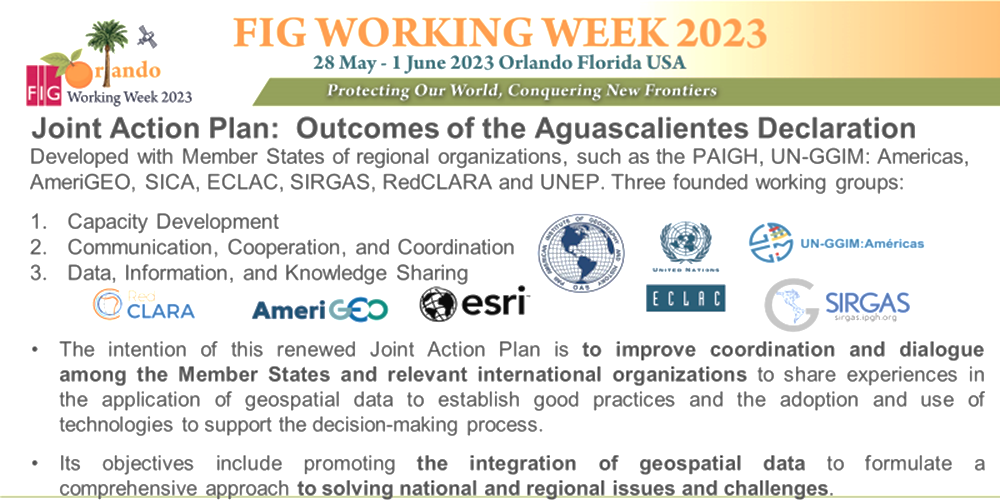 FIG WORKING WEEK 2023
28 May - 1 June 2023 Orlando Florida USA
Protecting Our World, Conquering New Frontiers
Orlando
FIG
Working Week 2023
Joint Action Plan: Outcomes of the Aguascalientes Declaration
Developed with Member States of regional organizations, such as the PAIGH, UN-GGIM: Americas,
AmeriGEO, SICA, ECLAC, SIRGAS, RedCLARA and UNEP. Three founded working groups:
1. Capacity Development
2. Communication, Cooperation, and Coordination
3. Data, Information, and Knowledge Sharing
PAN AMERICAN INSTITUTE OF GEOGRAPHY AND HISTORY
OAS
UNITED NATIONS
ECLAC
UN-GGIM:Américas
Red
CLARA
AmeriGEO
esri
SIRGAS
sirgas.ipgh.org
• The intention of this renewed Joint Action Plan is to improve coordination and dialogue
among the Member States and relevant international organizations to share experiences in
the application of geospatial data to establish good practices and the adoption and use of
technologies to support the decision-making process.
• Its objectives include promoting the integration of geospatial data to formulate a
comprehensive approach to solving national and regional issues and challenges.